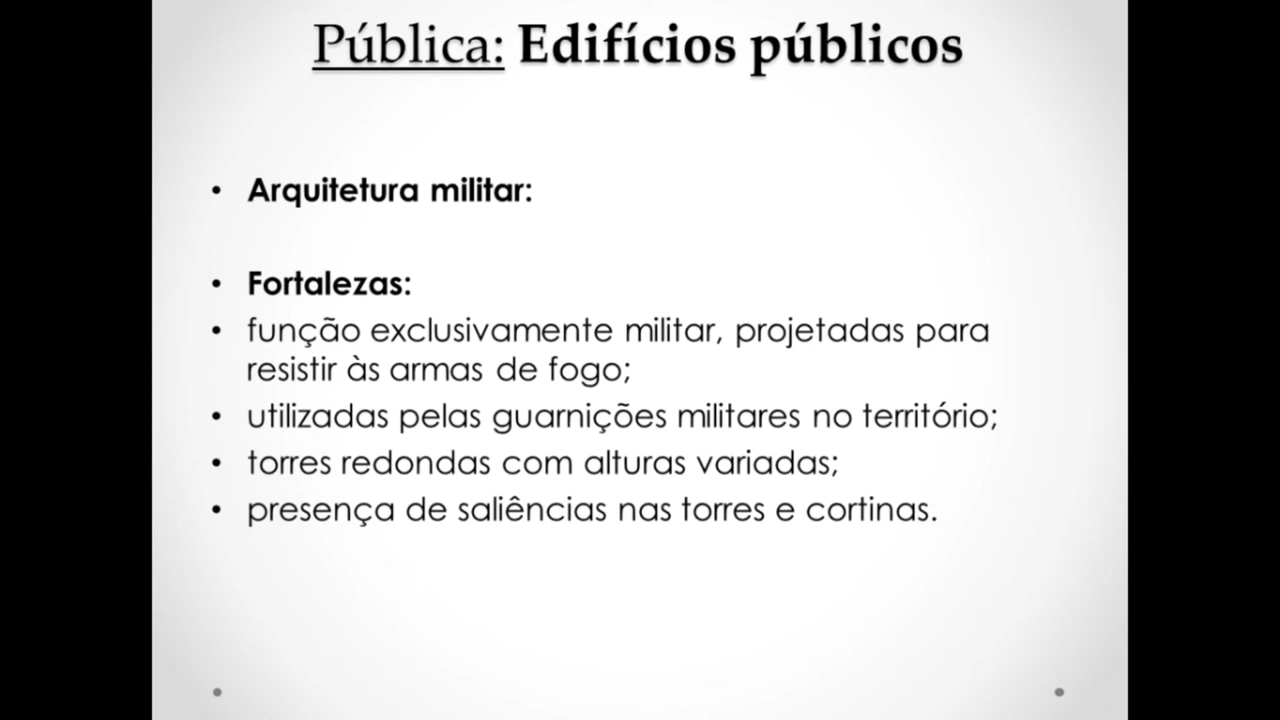 Pública: Edifícios públicos
• Arquitetura militar:
• Fortalezas:
• função exclusivamente militar, projetadas para
resistir às armas de fogo;
• utilizadas pelas guarnições militares no território;
• torres redondas com alturas variadas;
• presença de saliências nas torres e cortinas.